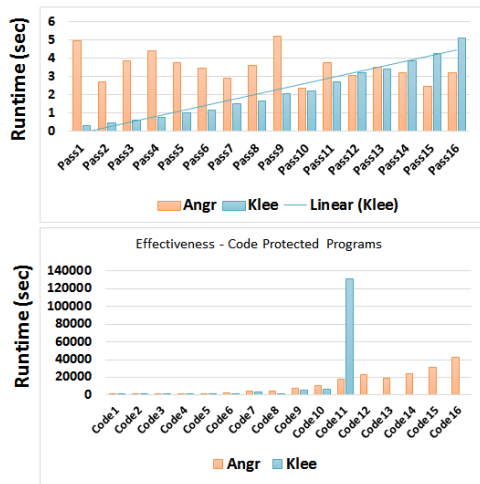 Runtime (sec)
6
5
4
3
2
1
0
Pass1 Pass2 Pass3 Pass4 Pass5 Pass6 Pass7 Pass8 Pass9 Pass10 Pass11 Pass12 Pass13 Pass14 Pass15 Pass16
Angr Klee Linear (Klee)
Effectiveness - Code Protected Programs
Runtime (sec)
140000
120000
100000
80000
60000
40000
20000
0
Code1 Code2 Code3 Code4 Code5 Code6 Code7 Code8 Code9 Code10 Code11 Code12 Code13 Code14 Code15 Code16
Angr Klee